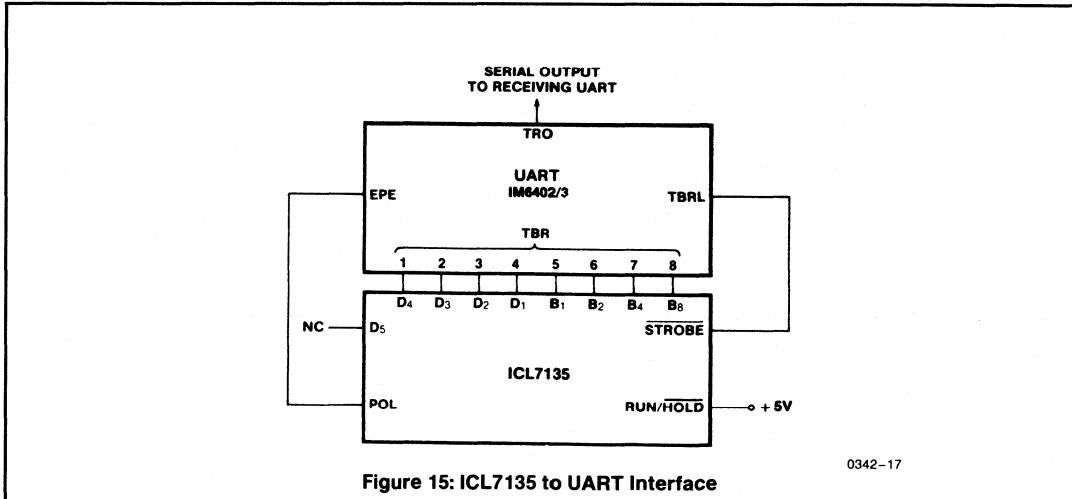 SERIAL OUTPUT
TO RECEIVING UART
TRO
UART
IM6402/3
EPE
TBRL
TBR
1 2 3 4 5 6 7 8
D4 D3 D2 D1 B1 B2 B4 B8
NC
D5
STROBE
ICL7135
POL
RUN/HOLD
+ 5V
0342-17
Figure 15: ICL7135 to UART Interface